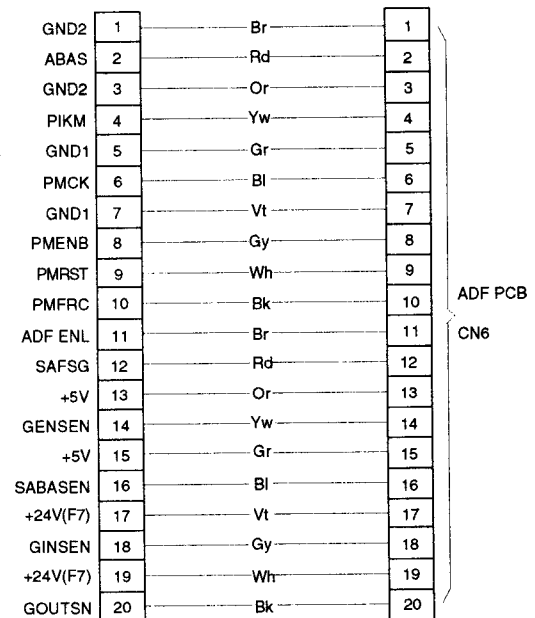 GND2 1 Br 1
ABAS 2 Rd 2
GND2 3 Or 3
PIKM 4 Yw 4
GND1 5 Gr 5
PMCK 6 Bl 6
GND1 7 Vt 7
PMENB 8 Gy 8
PMRST 9 Wh 9
PMFRC 10 Bk 10 ADF PCB
ADF ENL 11 Br 11 CN6
SAFSG 12 Rd 12
+5V 13 Or 13
GENSEN 14 Yw 14
+5V 15 Gr 15
SABASEN 16 Bl 16
+24V(F7) 17 Vt 17
GINSEN 18 Gy 18
+24V(F7) 19 Wh 19
GOUTSN 20 Bk 20